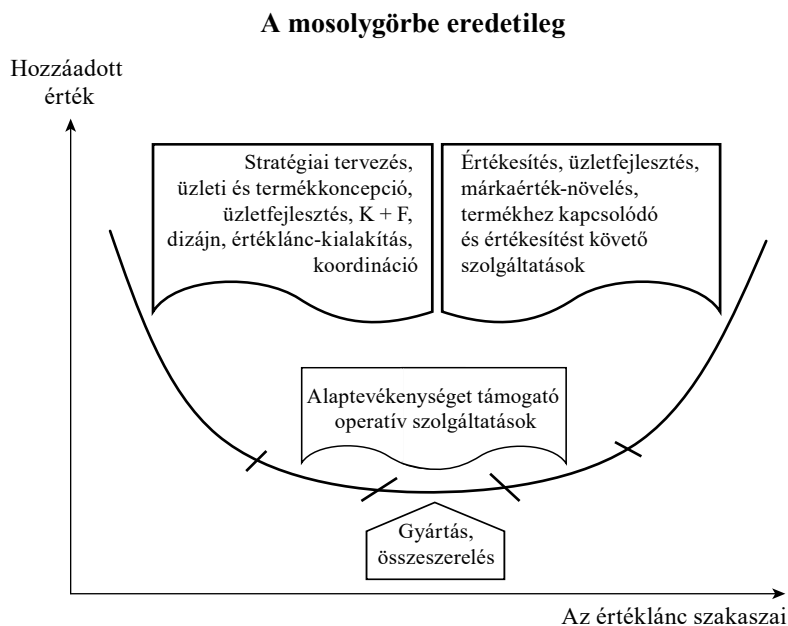 A mosolygörbe eredetileg
Hozzáadott
érték
Stratégiai tervezés,
üzleti és termékkoncepció,
üzletfejlesztés, K + F,
dizájn, értéklánc-kialakítás,
koordináció
Értékesítés, üzletfejlesztés,
márkaérték-növelés,
termékhez kapcsolódó
és értékesítést követő
szolgáltatások
Alaptevékenységet támogató
operatív szolgáltatások
Gyártás,
összeszerelés
Az értéklánc szakaszai